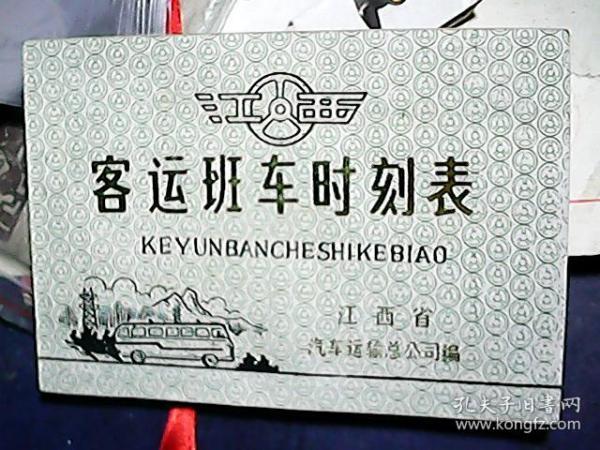 江西
客运班车时刻表
KEYUNBANCHESHIKEBIAO
江西省
汽车运输总公司编
孔夫子旧书网
www.kongfz.com